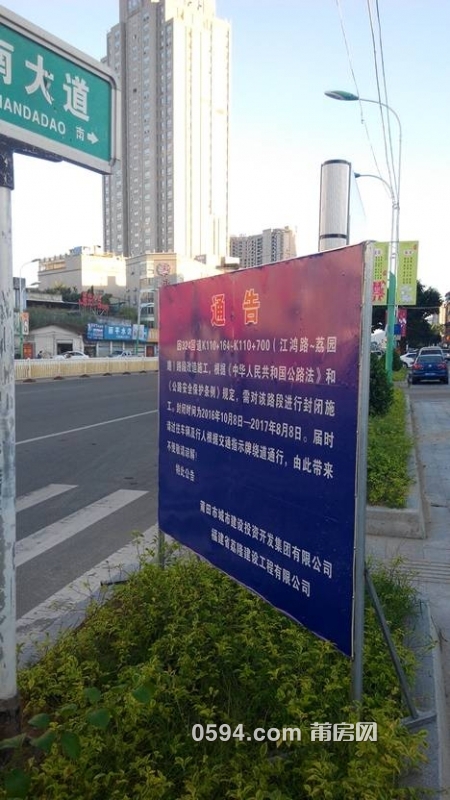 南大道
NANDADAO 南
通告
因324国道K110+164~K110+700(江鸿路~荔园
路)路段改造施工,根据《中华人民共和国公路法》和
《公路安全保护条例》规定,需对该路段进行封闭施
工,封闭时间为2016年10月8日—2017年8月8日。届时
请过往车辆及行人根据交通指示牌绕道通行,由此带来
不便敬请谅解!
特此公告
莆田市城市建设投资开发集团有限公司
福建省荔隆建设工程有限公司
0594.com 莆房网